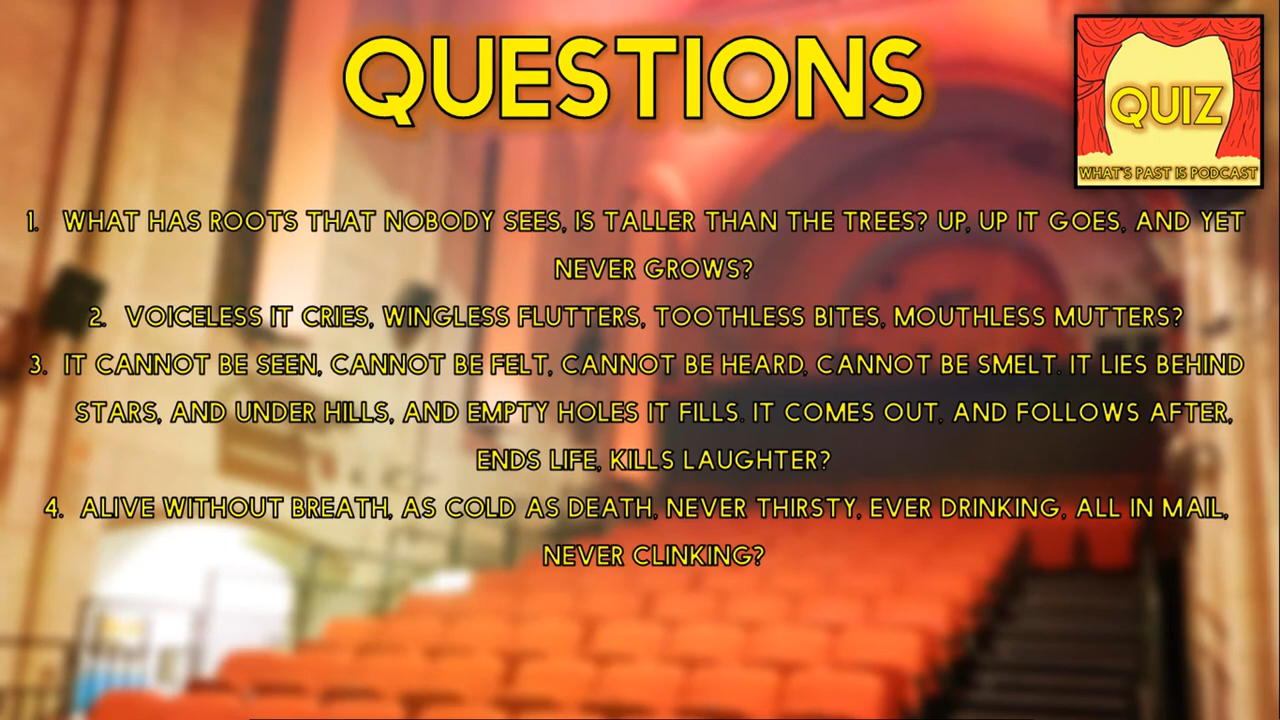 QUESTIONS
QUIZ
WHAT'S PAST IS PODCAST
1. WHAT HAS ROOTS THAT NOBODY SEES, IS TALLER THAN THE TREES? UP, UP IT GOES, AND YET
NEVER GROWS?
2. VOICELESS IT CRIES, WINGLESS FLUTTERS, TOOTHLESS BITES, MOUTHLESS MUTTERS?
3. IT CANNOT BE SEEN, CANNOT BE FELT, CANNOT BE HEARD, CANNOT BE SMELT. IT LIES BEHIND
STARS, AND UNDER HILLS, AND EMPTY HOLES IT FILLS. IT COMES OUT, AND FOLLOWS AFTER,
ENDS LIFE, KILLS LAUGHTER?
4. ALIVE WITHOUT BREATH, AS COLD AS DEATH, NEVER THIRSTY, EVER DRINKING, ALL IN MAIL,
NEVER CLINKING?